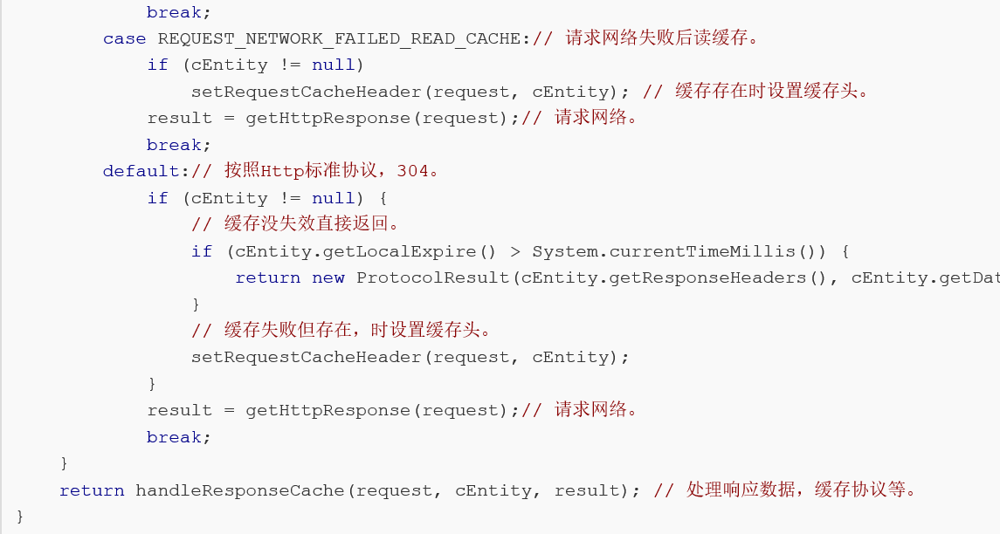 break;
case REQUEST_NETWORK_FAILED_READ_CACHE:// 请求网络失败后读缓存。
if (cEntity != null)
setRequestCacheHeader(request, cEntity); // 缓存存在时设置缓存头。
result = getHttpResponse(request);// 请求网络。
break;
default:// 按照Http标准协议，304。
if (cEntity != null) {
// 缓存没失效直接返回。
if (cEntity.getLocalExpire() > System.currentTimeMillis()) {
return new ProtocolResult(cEntity.getResponseHeaders(), cEntity.getDat
}
// 缓存失败但存在，时设置缓存头。
setRequestCacheHeader(request, cEntity);
}
result = getHttpResponse(request);// 请求网络。
break;
}
return handleResponseCache(request, cEntity, result); // 处理响应数据，缓存协议等。
}